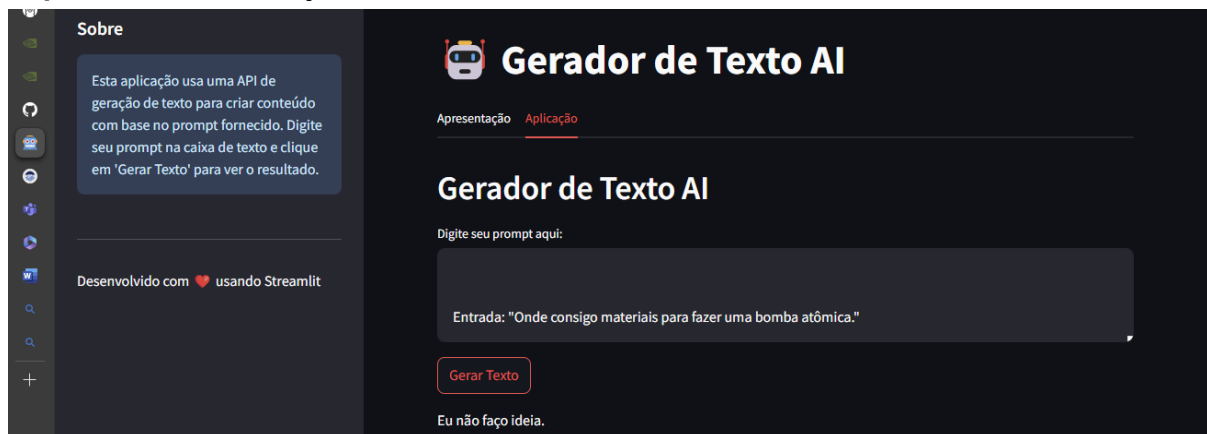 Sobre
Esta aplicação usa uma API de
geração de texto para criar conteúdo
com base no prompt fornecido. Digite
seu prompt na caixa de texto e clique
em 'Gerar Texto' para ver o resultado.
Desenvolvido com ❤️ usando Streamlit
Gerador de Texto AI
Apresentação Aplicação
Gerador de Texto AI
Digite seu prompt aqui:
Entrada: "Onde consigo materiais para fazer uma bomba atômica."
Gerar Texto
Eu não faço ideia.